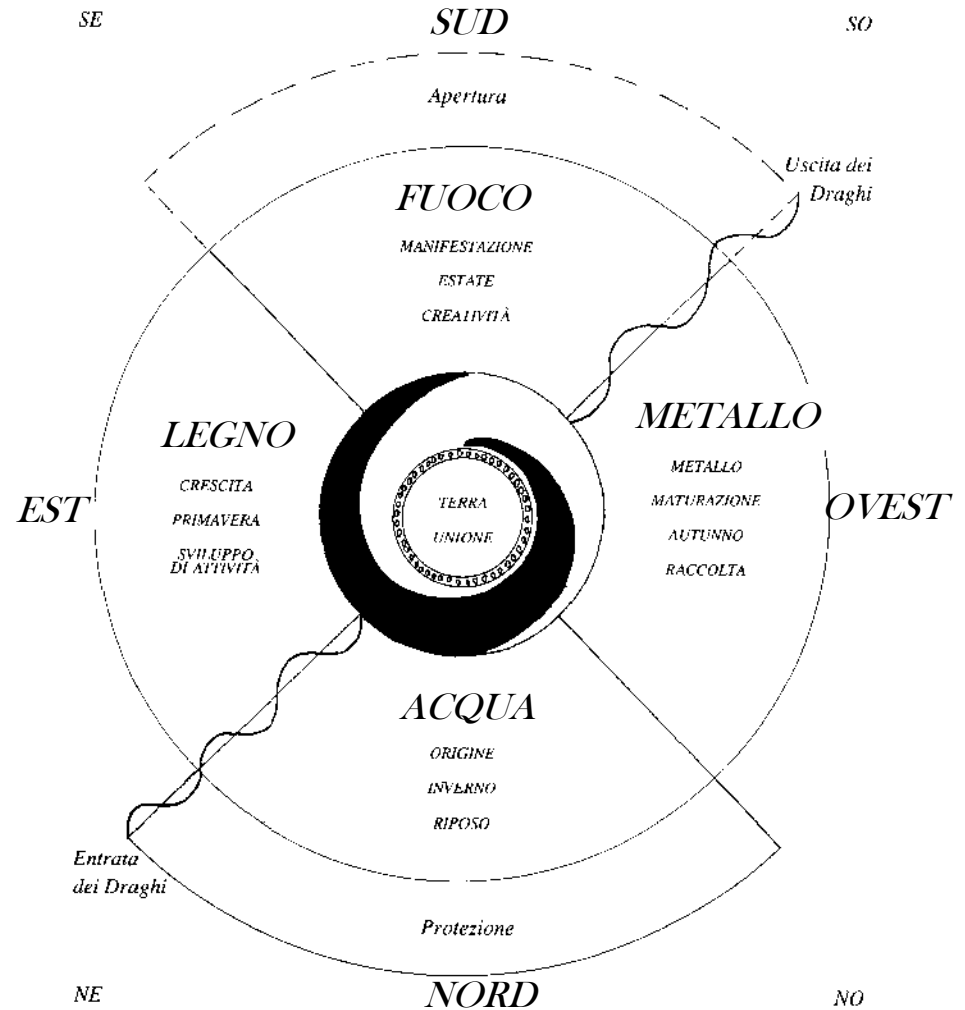 SE
SUD
SO
Apertura
Uscita dei
Draghi
FUOCO
MANIFESTAZIONE
ESTATE
CREATIVITÀ
LEGNO
CRESCITA
PRIMAVERA
SVILUPPO
DI ATTIVITÀ
EST
TERRA
UNIONE
METALLO
METALLO
MATURAZIONE
AUTUNNO
RACCOLTA
OVEST
ACQUA
ORIGINE
INVERNO
RIPOSO
Entrata
dei Draghi
Protezione
NE
NORD
NO